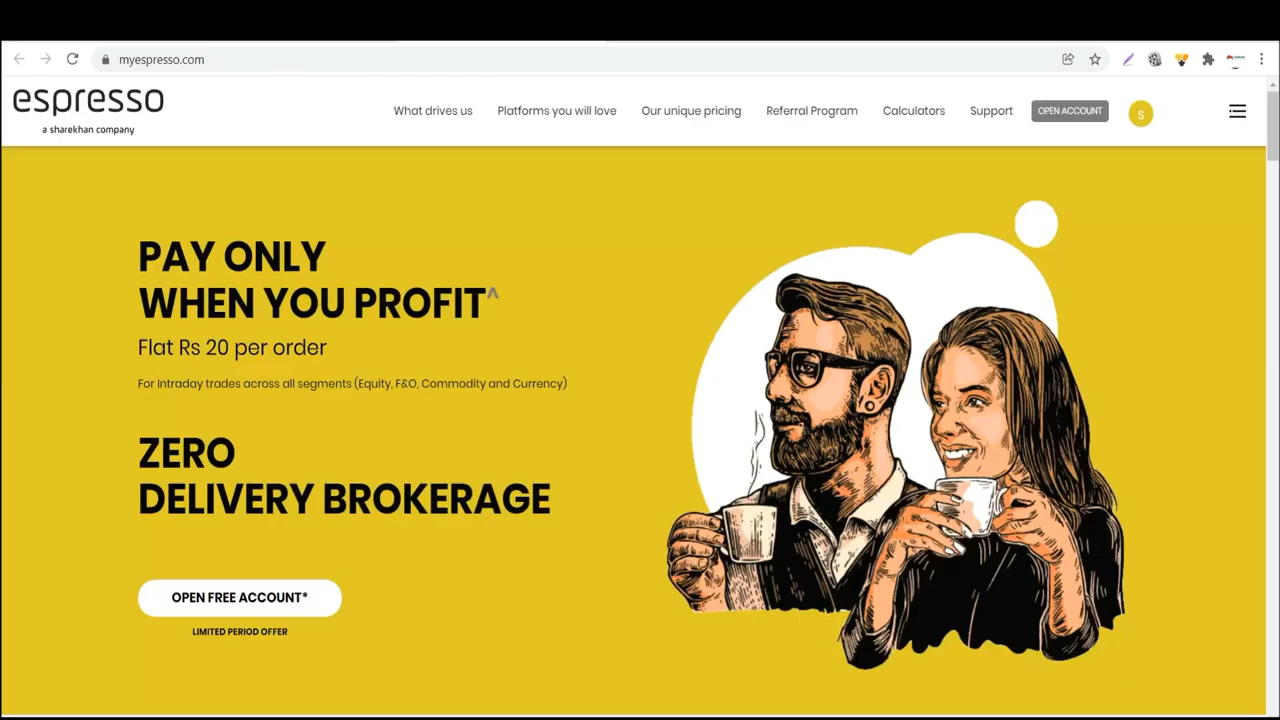 myespresso.com
espresso
a sharekhan company
What drives us
Platforms you will love
Our unique pricing
Referral Program
Calculators
Support
OPEN ACCOUNT
S
PAY ONLY
WHEN YOU PROFIT^
Flat Rs 20 per order
For Intraday trades across all segments (Equity, F&O, Commodity and Currency)
ZERO
DELIVERY BROKERAGE
OPEN FREE ACCOUNT*
LIMITED PERIOD OFFER